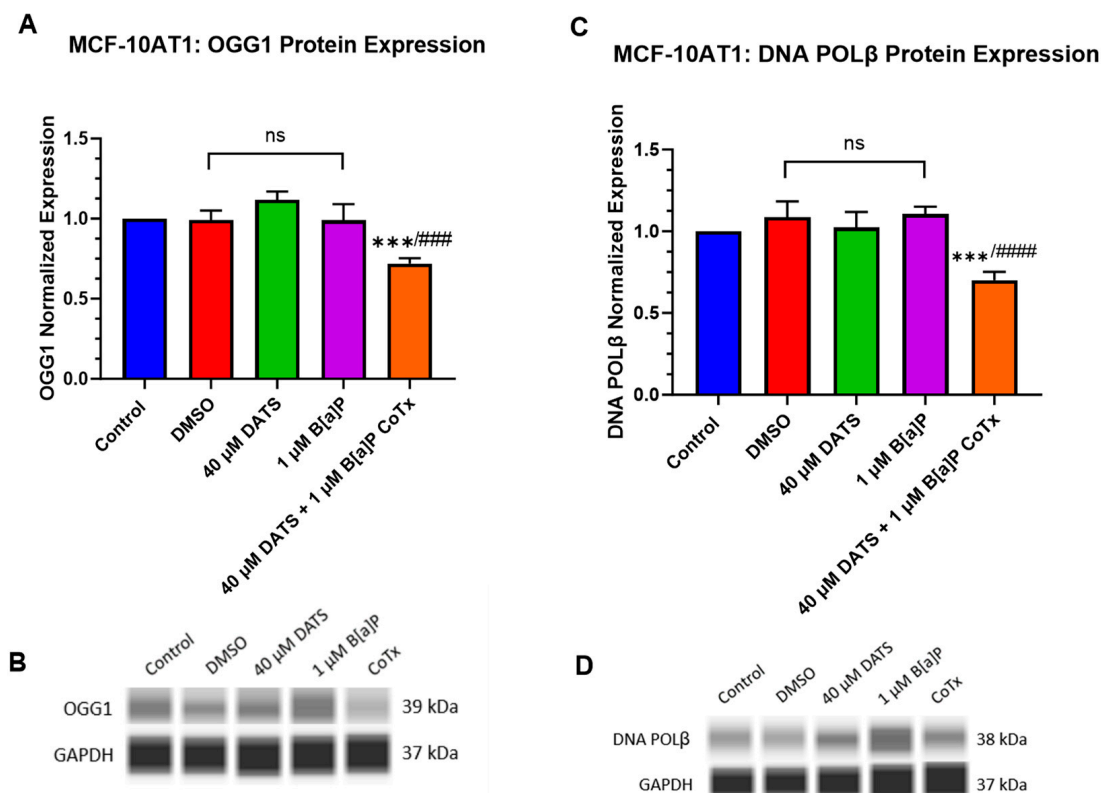 A
MCF-10AT1: OGG1 Protein Expression
OGG1 Normalized Expression
1.5
1.0
0.5
0.0
ns
***/###
Control
DMSO
40 µM DATS
1 µM B[a]P
40 µM DATS + 1 µM B[a]P CoTx
B
Control
DMSO
40 µM DATS
1 µM B[a]P
CoTx
OGG1
39 kDa
GAPDH
37 kDa
C
MCF-10AT1: DNA POLβ Protein Expression
DNA POLβ Normalized Expression
1.5
1.0
0.5
0.0
ns
***/####
Control
DMSO
40 µM DATS
1 µM B[a]P
40 µM DATS + 1 µM B[a]P CoTx
D
Control
DMSO
40 µM DATS
1 µM B[a]P
CoTx
DNA POLβ
38 kDa
GAPDH
37 kDa